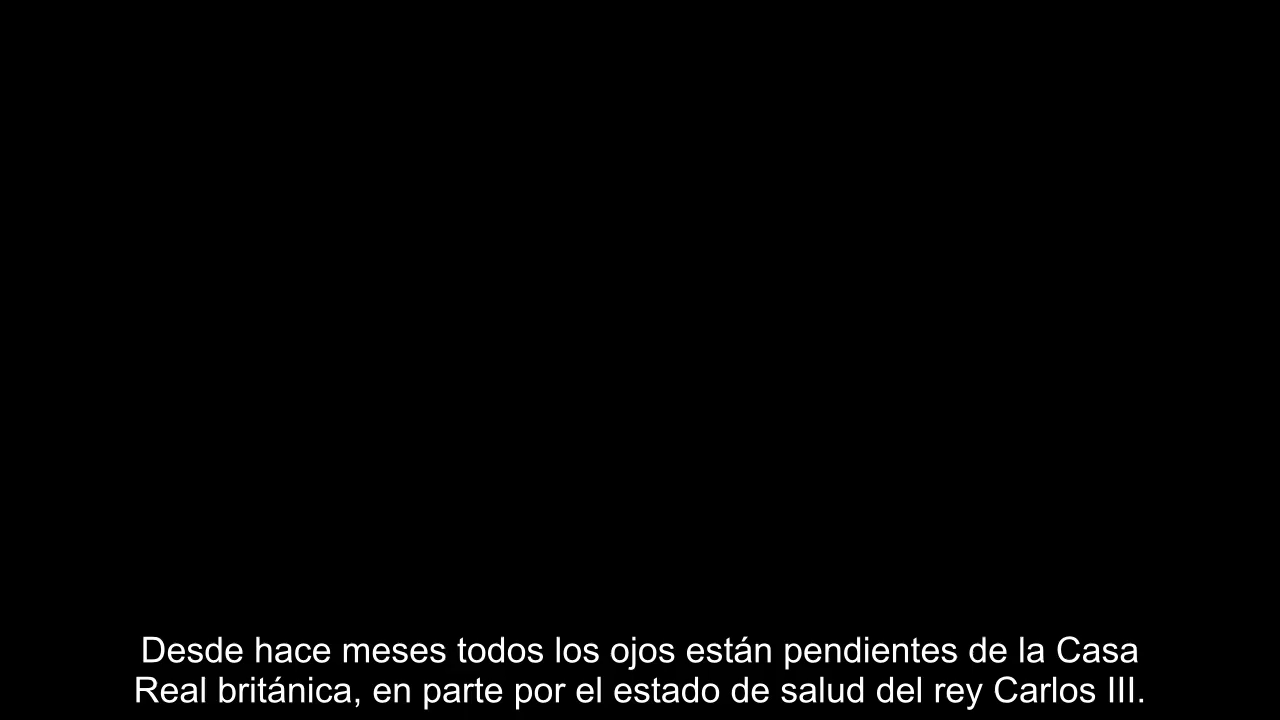 Desde hace meses todos los ojos están pendientes de la Casa
Real británica, en parte por el estado de salud del rey Carlos III.